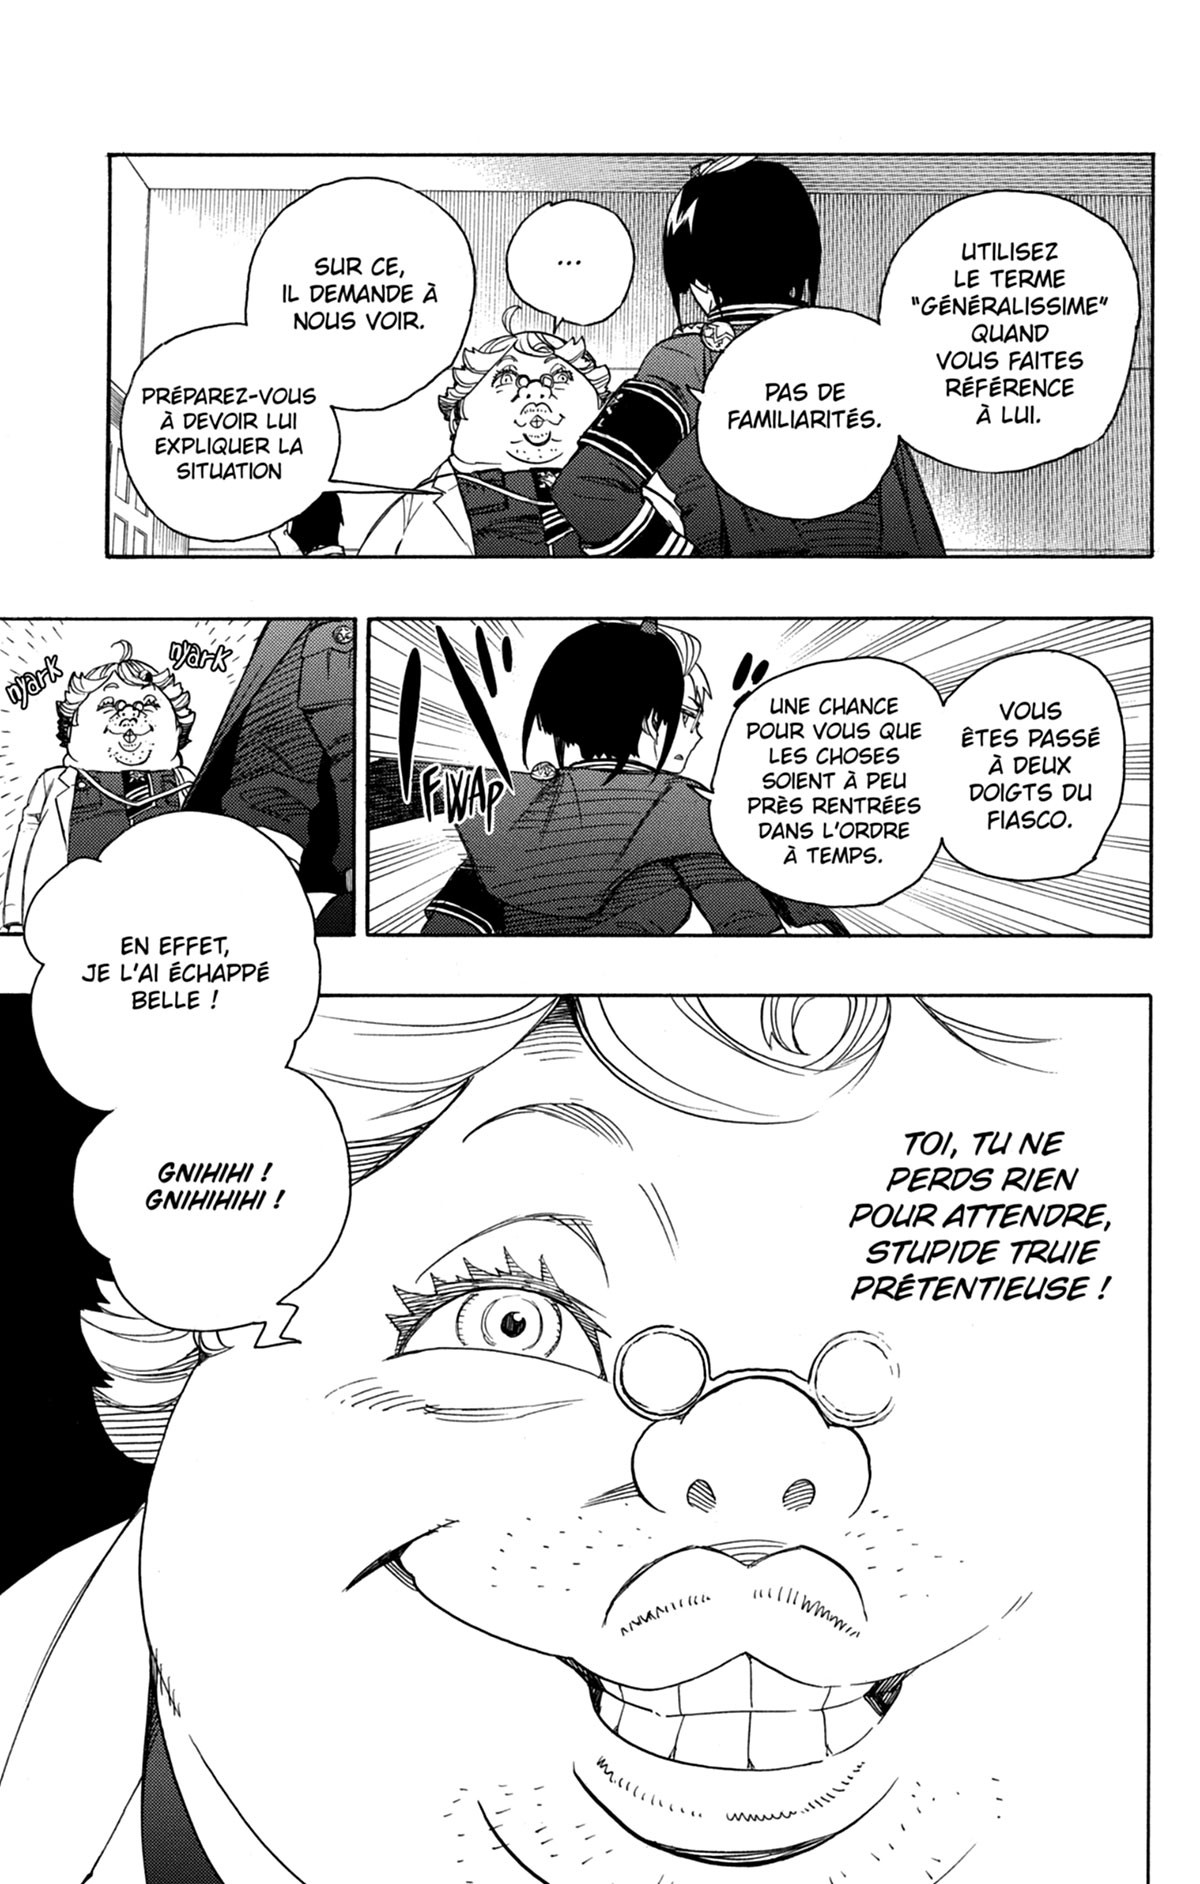 UTILISEZ
LE TERME
"GÉNÉRALISSIME"
QUAND
VOUS FAITES
RÉFÉRENCE
À LUI.
PAS DE
FAMILIARITÉS.
...
SUR CE,
IL DEMANDE À
NOUS VOIR.
PRÉPAREZ-VOUS
À DEVOIR LUI
EXPLIQUER LA
SITUATION
VOUS
ÊTES PASSÉ
À DEUX
DOIGTS DU
FIASCO.
UNE CHANCE
POUR VOUS QUE
LES CHOSES
SOIENT À PEU
PRÈS RENTRÉES
DANS L'ORDRE
À TEMPS.
FWAP
NYARK
NYARK
EN EFFET,
JE L'AI ÉCHAPPÉ
BELLE !
GNIHIHI !
GNIHIHIHI !
TOI, TU NE
PERDS RIEN
POUR ATTENDRE,
STUPIDE TRUIE
PRÉTENTIEUSE !